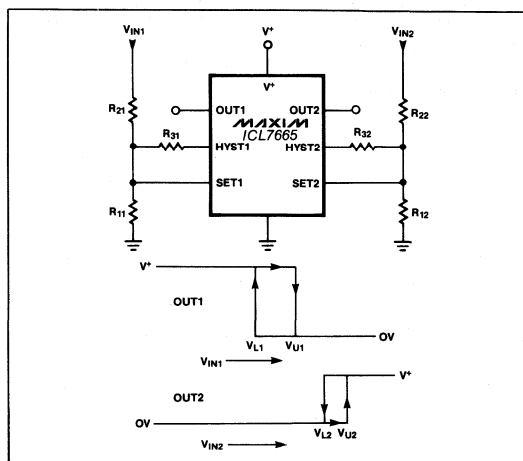 VIN1 V+ VIN2
V+
R21 OUT1 OUT2 R22
MAXIM
ICL7665
R31 HYST1 HYST2 R32
SET1 SET2
R11 R12
V+
OUT1
VL1 VU1 OV
VIN1
OUT2 V+
OV VL2 VU2
VIN2